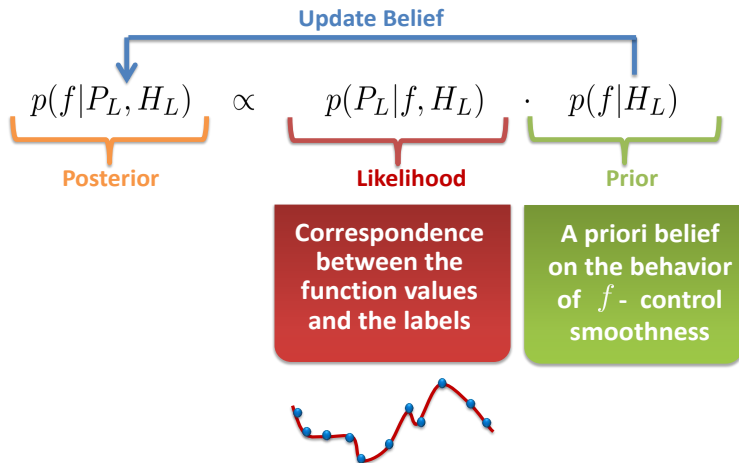 Update Belief
p(f|P_L, H_L) ∝ p(P_L|f, H_L) · p(f|H_L)
Posterior Likelihood Prior
Correspondence
between the
function values
and the labels
A priori belief
on the behavior
of f - control
smoothness